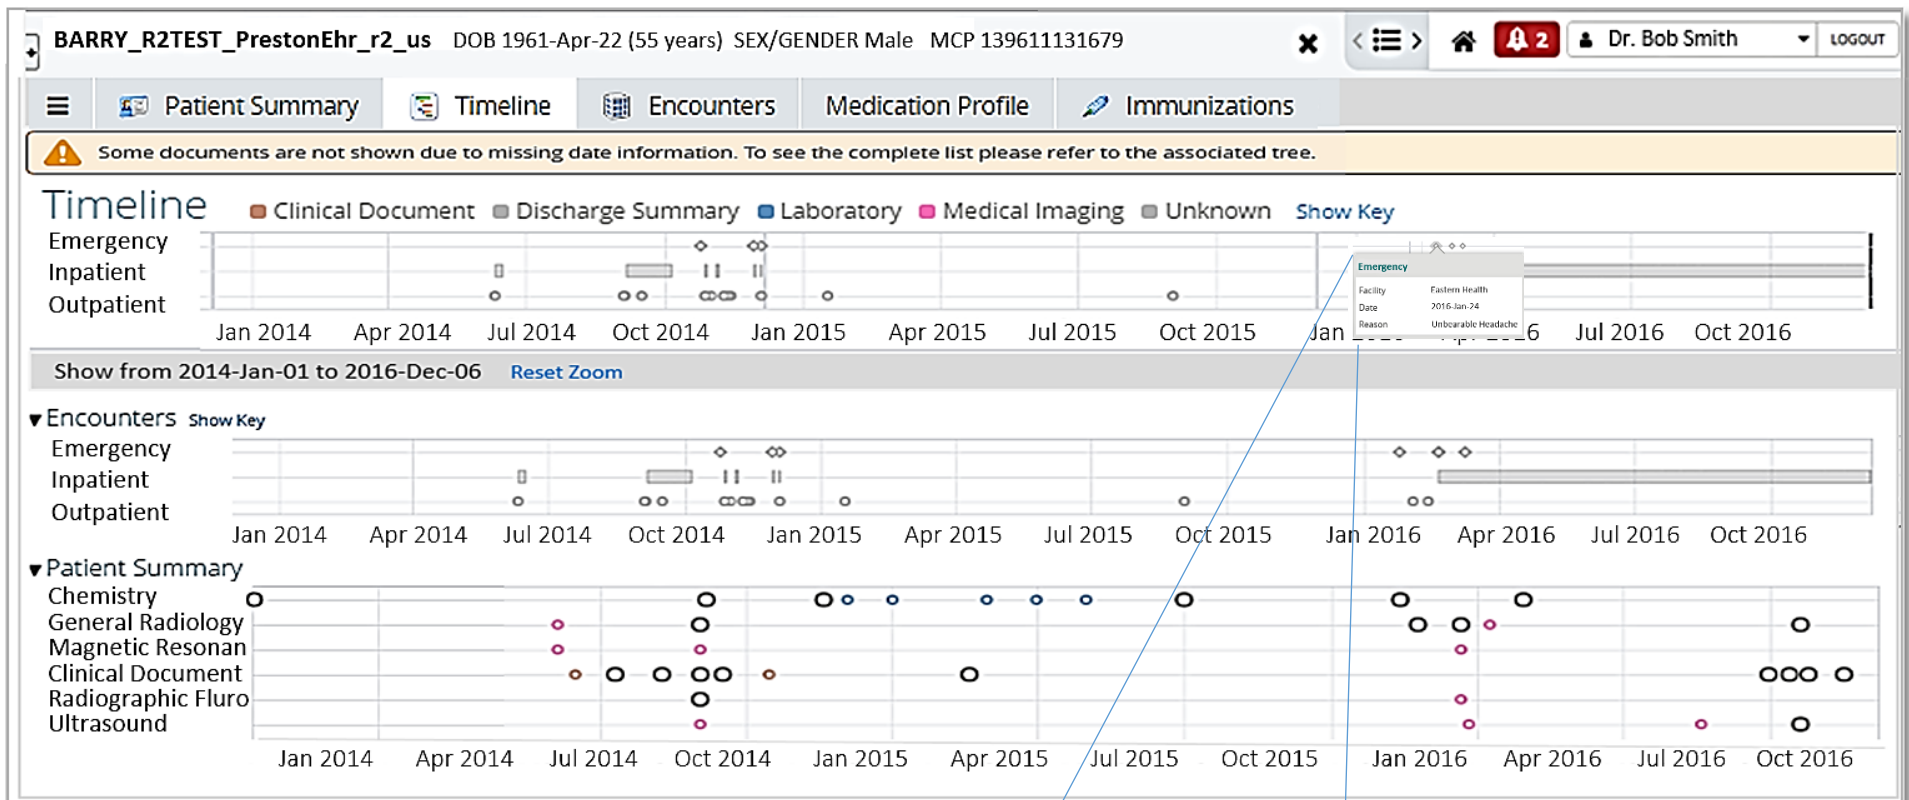 BARRY_R2TEST_PrestonEhr_r2_us DOB 1961-Apr-22 (55 years) SEX/GENDER Male MCP 139611131679 2 Dr. Bob Smith LOGOUT
Patient Summary Timeline Encounters Medication Profile Immunizations
Some documents are not shown due to missing date information. To see the complete list please refer to the associated tree.
Timeline Clinical Document Discharge Summary Laboratory Medical Imaging Unknown Show Key
Emergency
Inpatient
Outpatient
Emergency
Facility Eastern Health
Date 2016-Jan-24
Reason Unbearable Headache
Jan 2014 Apr 2014 Jul 2014 Oct 2014 Jan 2015 Apr 2015 Jul 2015 Oct 2015 Jan Jul 2016 Oct 2016
Show from 2014-Jan-01 to 2016-Dec-06 Reset Zoom
Encounters Show Key
Emergency
Inpatient
Outpatient
Jan 2014 Apr 2014 Jul 2014 Oct 2014 Jan 2015 Apr 2015 Jul 2015 Oct 2015 Jan 2016 Apr 2016 Jul 2016 Oct 2016
Patient Summary
Chemistry
General Radiology
Magnetic Resonan
Clinical Document
Radiographic Fluro
Ultrasound
Jan 2014 Apr 2014 Jul 2014 Oct 2014 Jan 2015 Apr 2015 Jul 2015 Oct 2015 Jan 2016 Apr 2016 Jul 2016 Oct 2016